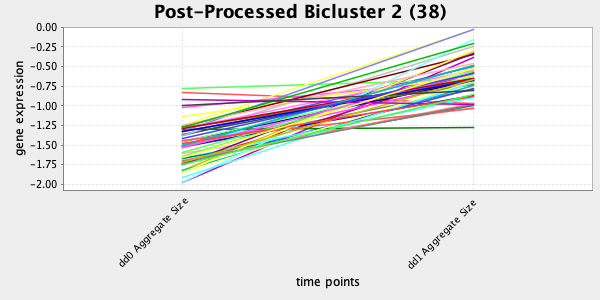 Post-Processed Bicluster 2 (38)
0.00
-0.25
-0.50
-0.75
-1.00
-1.25
-1.50
-1.75
-2.00
gene expression
dd0 Aggregate Size
dd1 Aggregate Size
time points